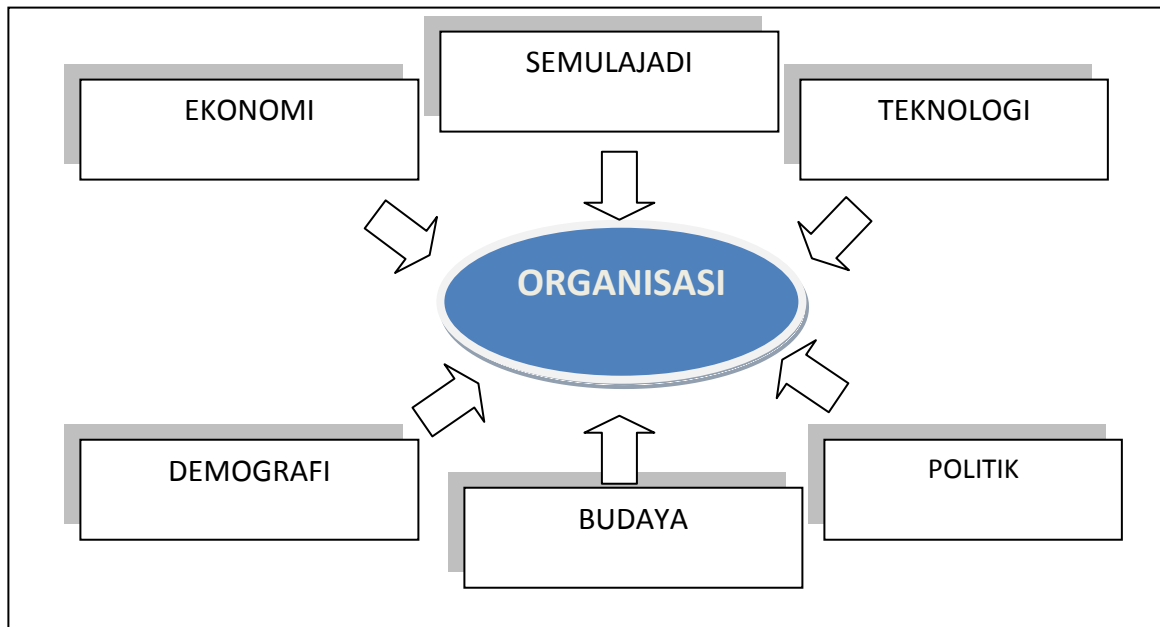 SEMULAJADI
EKONOMI
TEKNOLOGI
ORGANISASI
DEMOGRAFI
POLITIK
BUDAYA